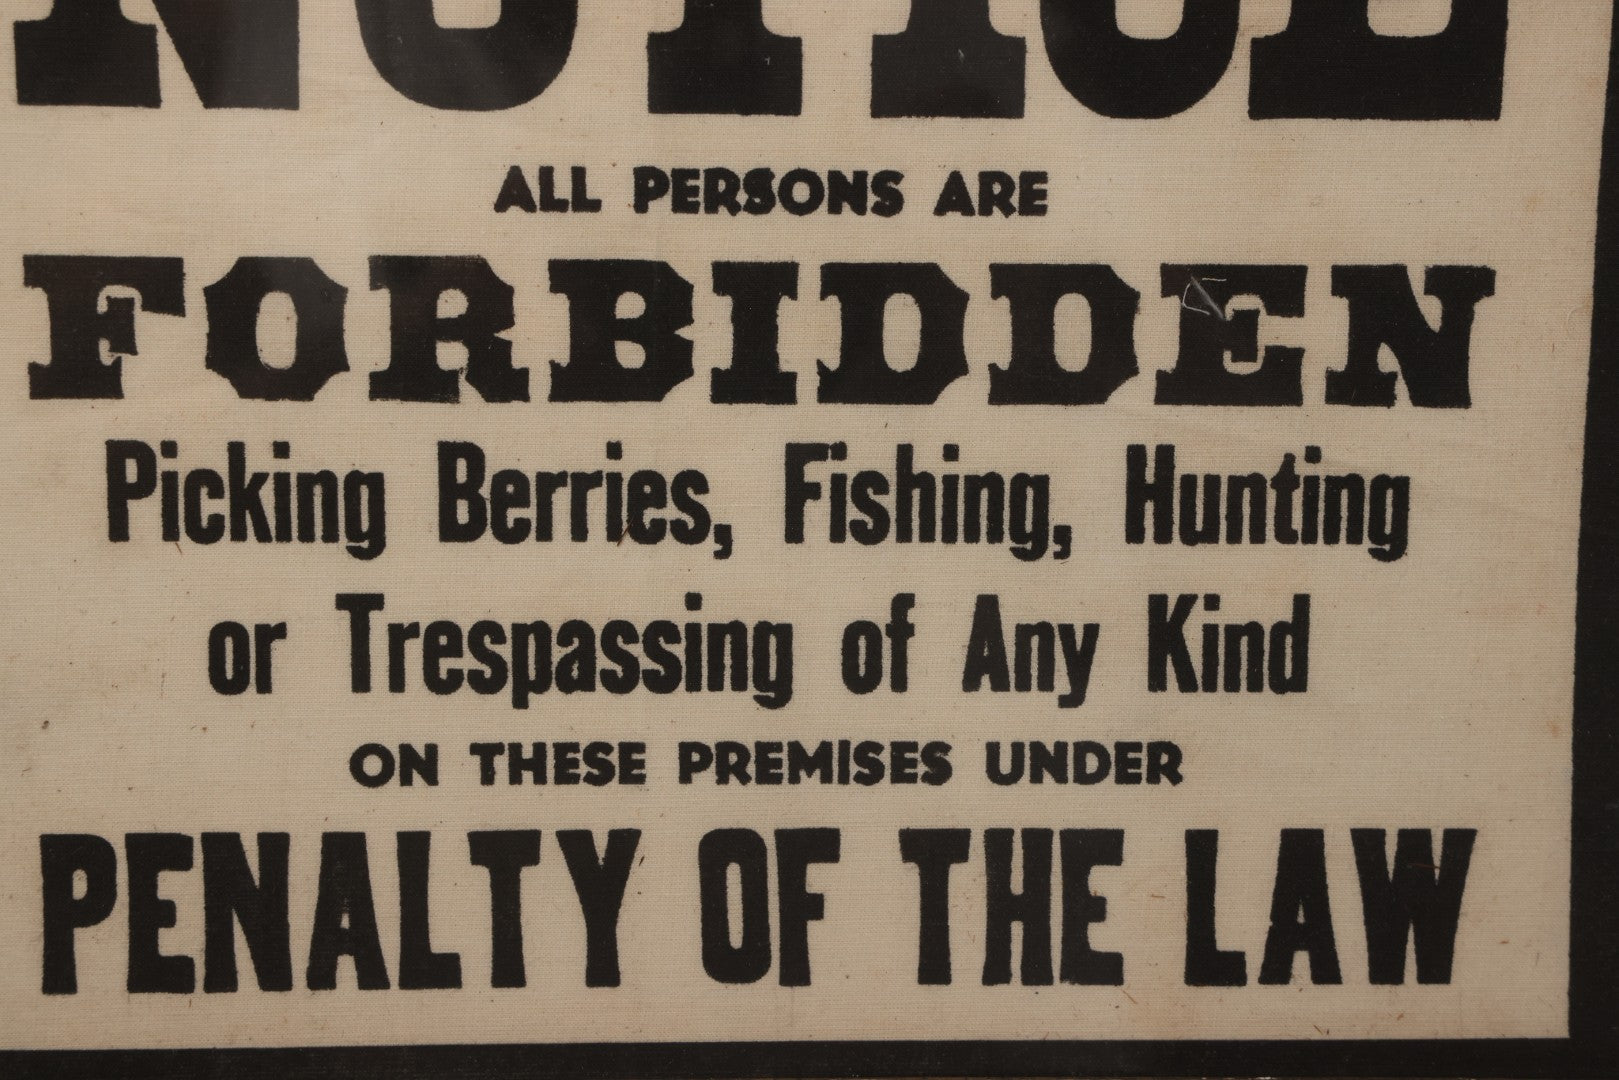 NOTICE
ALL PERSONS ARE
FORBIDDEN
Picking Berries, Fishing, Hunting
or Trespassing of Any Kind
ON THESE PREMISES UNDER
PENALTY OF THE LAW